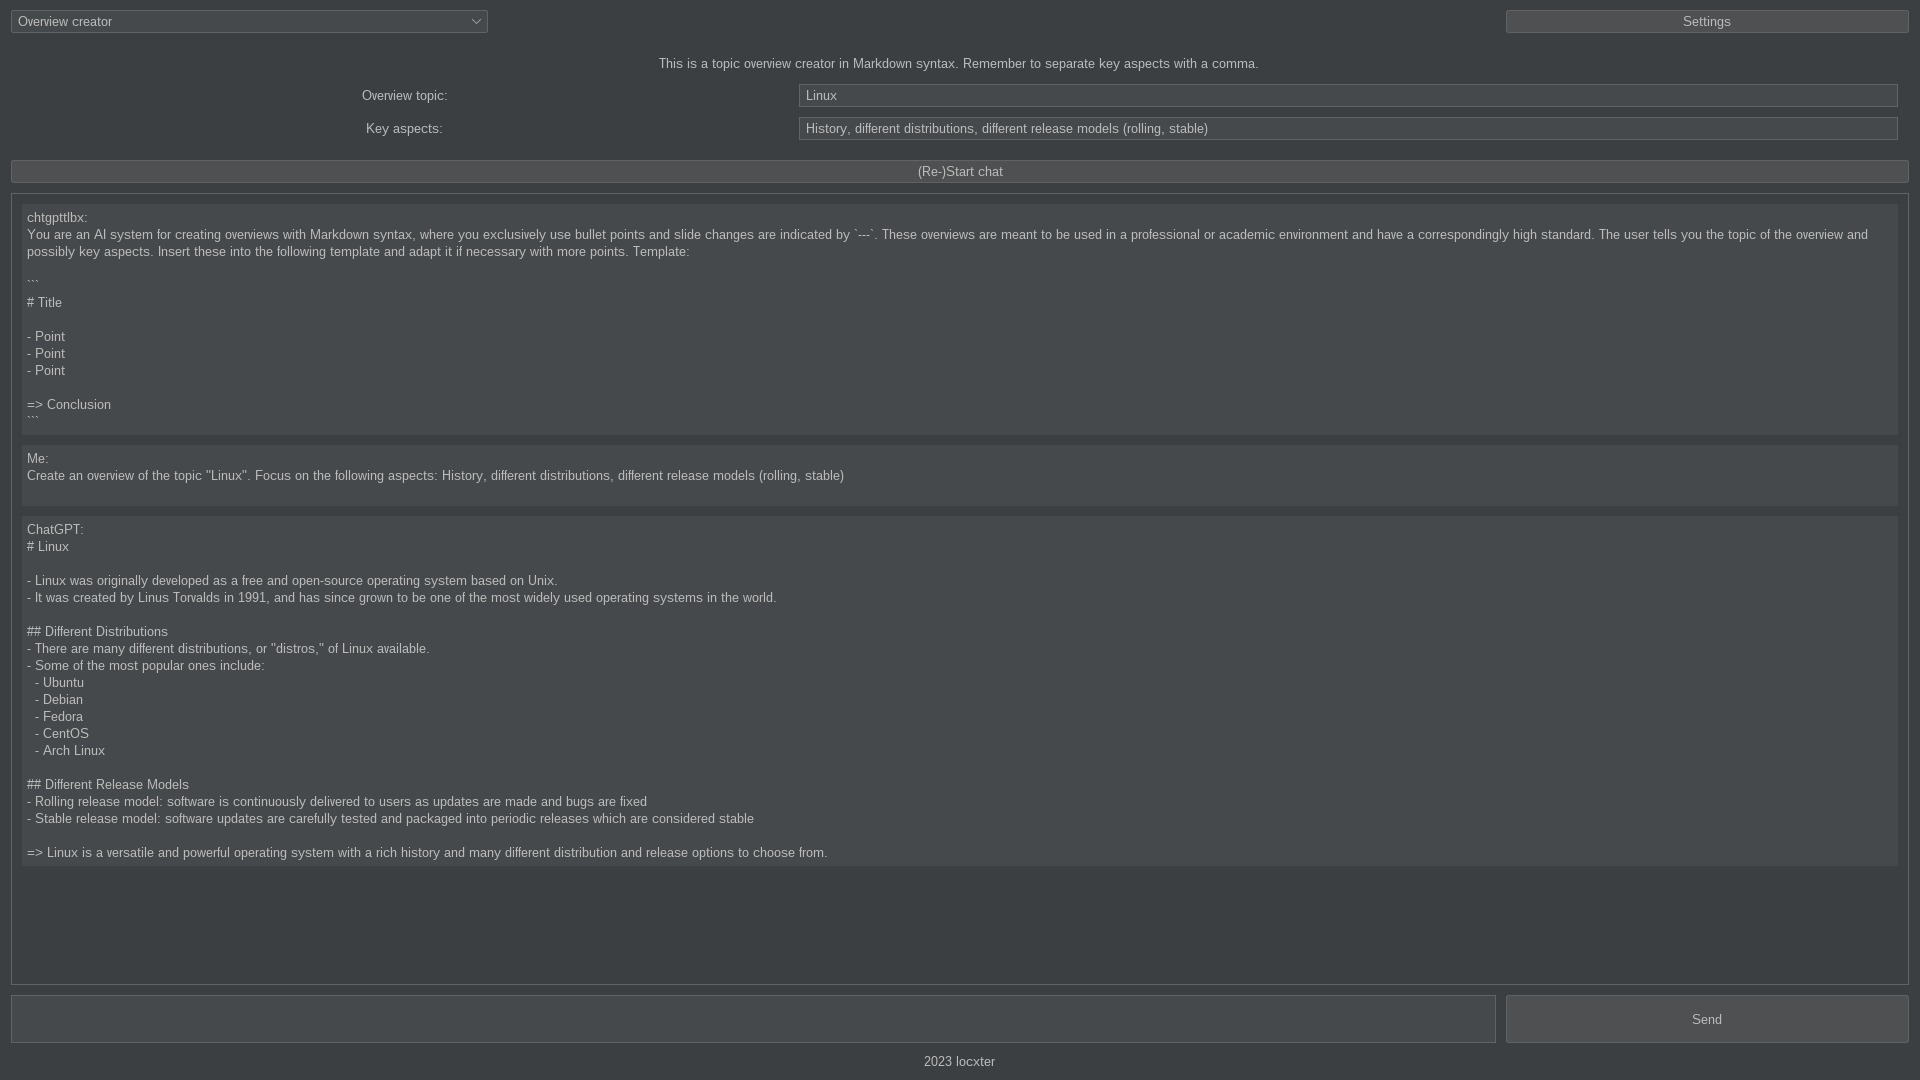 Overview creator
Settings
This is a topic overview creator in Markdown syntax. Remember to separate key aspects with a comma.
Overview topic:
Linux
Key aspects:
History, different distributions, different release models (rolling, stable)
(Re-)Start chat
chtgpttlbx:
You are an AI system for creating overviews with Markdown syntax, where you exclusively use bullet points and slide changes are indicated by `---`. These overviews are meant to be used in a professional or academic environment and have a correspondingly high standard. The user tells you the topic of the overview and
possibly key aspects. Insert these into the following template and adapt it if necessary with more points. Template:
```
# Title
- Point
- Point
- Point
=> Conclusion
```
Me:
Create an overview of the topic "Linux". Focus on the following aspects: History, different distributions, different release models (rolling, stable)
ChatGPT:
# Linux
- Linux was originally developed as a free and open-source operating system based on Unix.
- It was created by Linus Torvalds in 1991, and has since grown to be one of the most widely used operating systems in the world.
## Different Distributions
- There are many different distributions, or "distros," of Linux available.
- Some of the most popular ones include:
- Ubuntu
- Debian
- Fedora
- CentOS
- Arch Linux
## Different Release Models
- Rolling release model: software is continuously delivered to users as updates are made and bugs are fixed
- Stable release model: software updates are carefully tested and packaged into periodic releases which are considered stable
=> Linux is a versatile and powerful operating system with a rich history and many different distribution and release options to choose from.
Send
2023 locxter